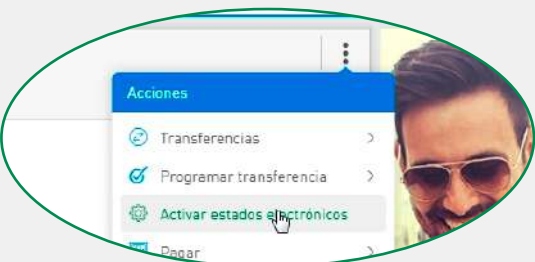 Acciones
Transferencias
Programar transferencia
Activar estados electrónicos
Pagar